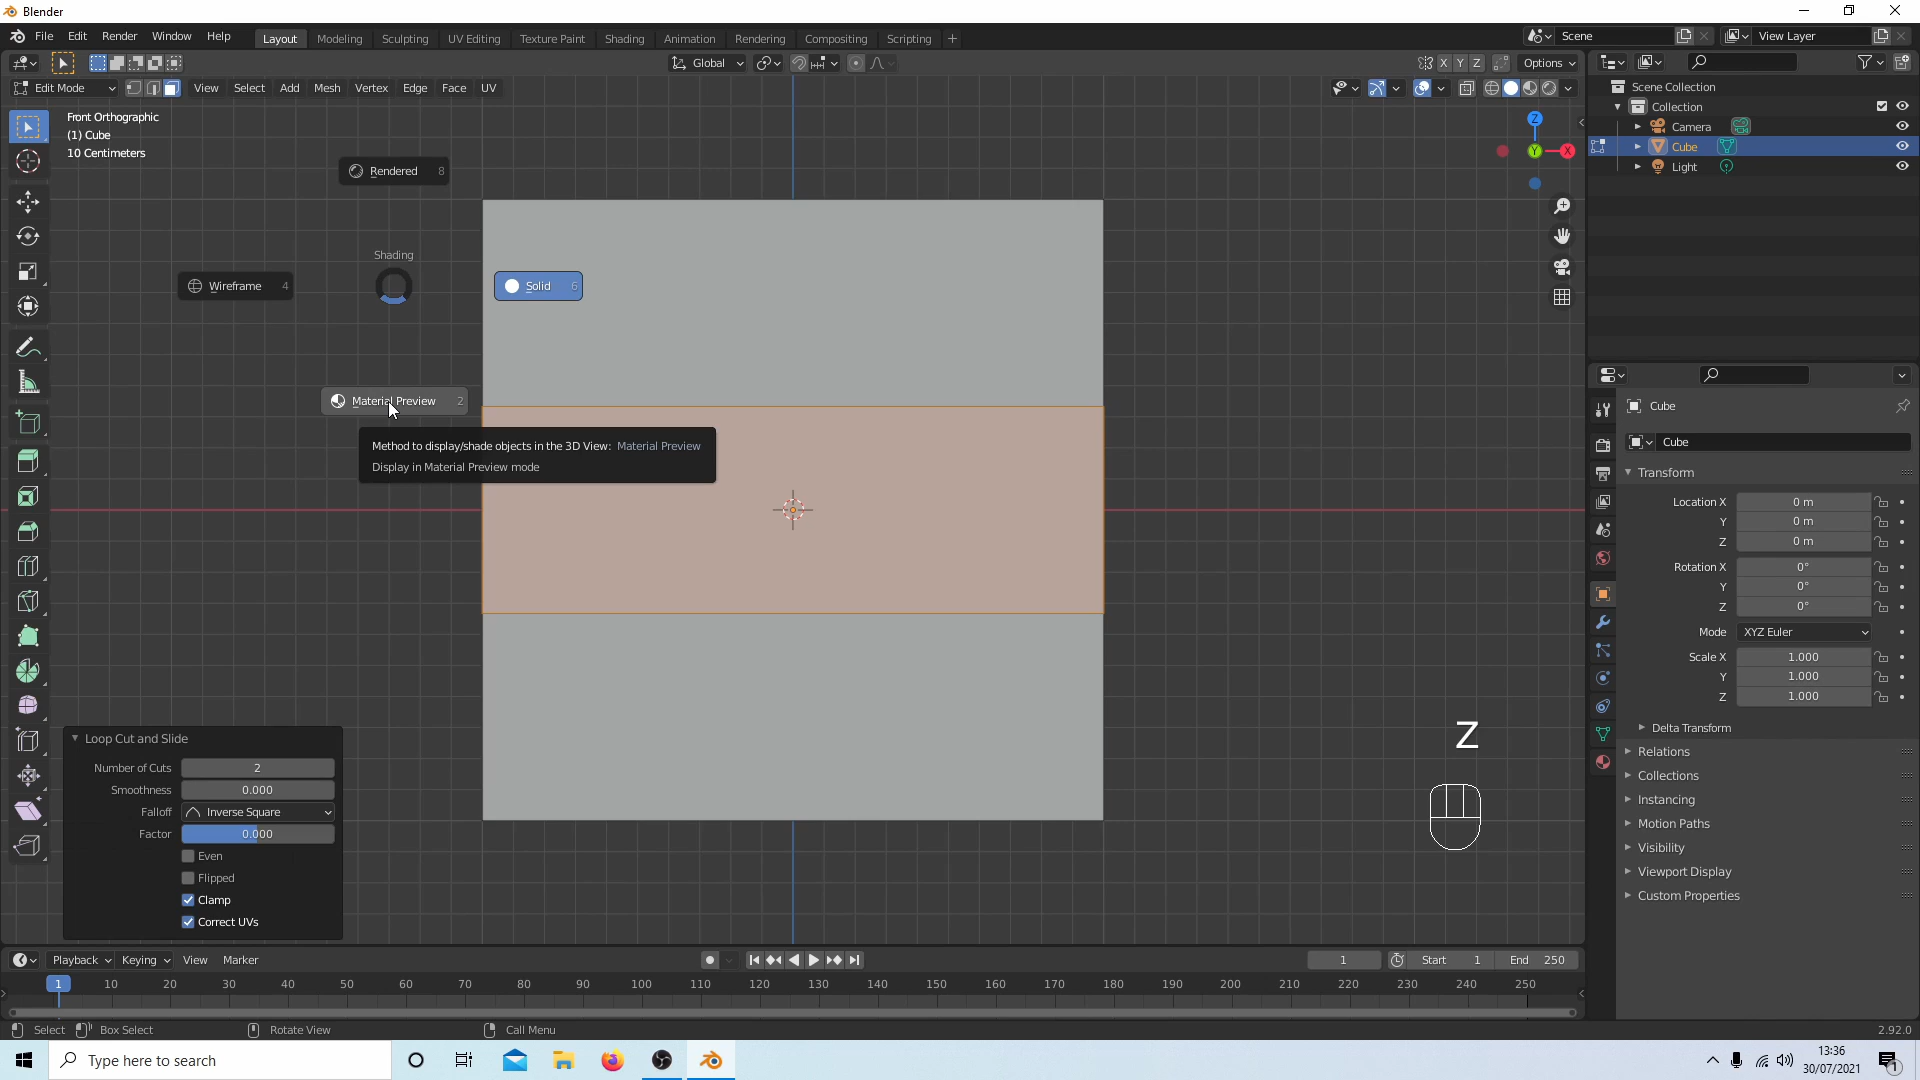 Blender
File Edit Render Window Help
Layout Modeling Sculpting UV Editing Texture Paint Shading Animation Rendering Compositing Scripting
Scene
View Layer
Global
X Y Z
Options
Edit Mode
View Select Add Mesh Vertex Edge Face UV
Front Orthographic
(1) Cube
10 Centimeters
Z
Y
X
Rendered 8
Shading
Wireframe 4
Solid 6
Material Preview 2
Method to display/shade objects in the 3D View: Material Preview
Display in Material Preview mode
Z
Loop Cut and Slide
Number of Cuts 2
Smoothness 0.000
Falloff Inverse Square
Factor 0.000
Even
Flipped
Clamp
Correct UVs
Scene Collection
Collection
Camera
Cube
Light
Cube
Cube
Transform
Location X 0 m
Y 0 m
Z 0 m
Rotation X 0°
Y 0°
Z 0°
Mode XYZ Euler
Scale X 1.000
Y 1.000
Z 1.000
Delta Transform
Relations
Collections
Instancing
Motion Paths
Visibility
Viewport Display
Custom Properties
Playback Keying View Marker
1 Start 1 End 250
1 10 20 30 40 50 60 70 80 90 100 110 120 130 140 150 160 170 180 190 200 210 220 230 240 250
Select Box Select Rotate View Call Menu 2.92.0
Type here to search
13:36
30/07/2021
1